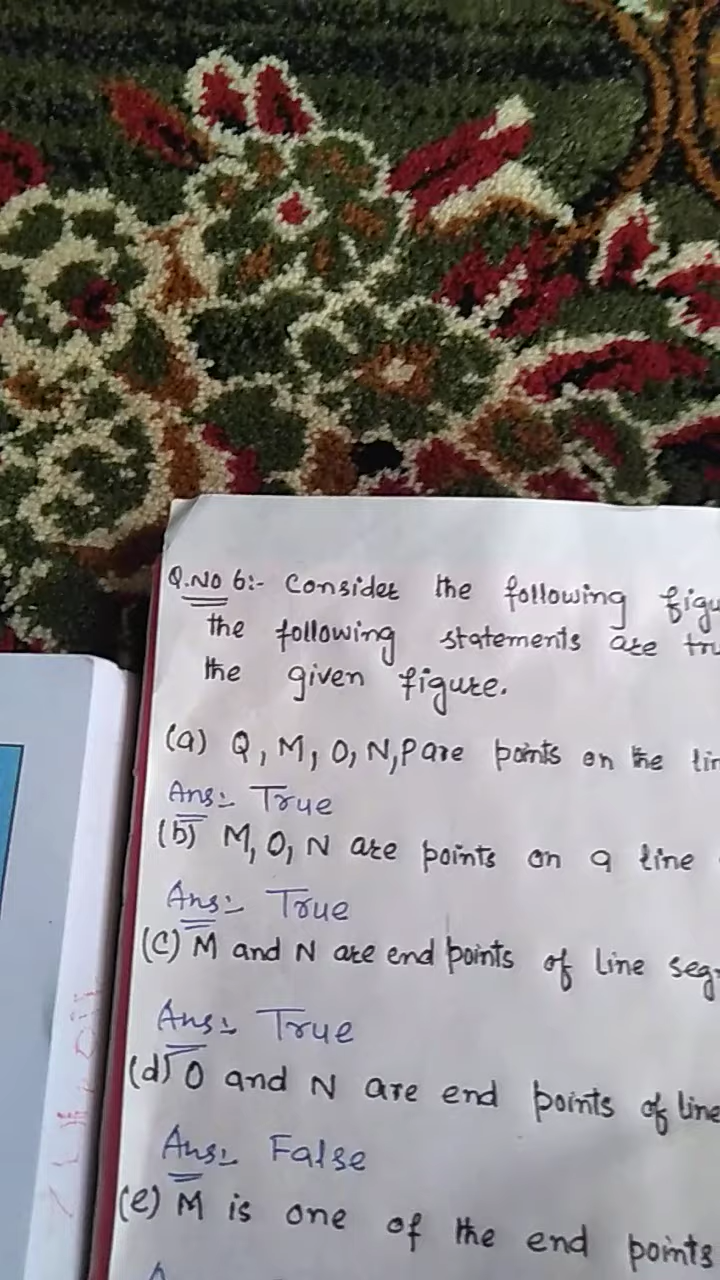 Q.NO 6:- Consider the following
the following statements are
the given figure.
(a) Q, M, O, N, P are points on the
Ans:- True
(b) M, O, N are points on a line
Ans:- True
(c) M and N are end points of line
Ans:- True
(d) O and N are end points of line
Ans:- False
(e) M is one of the end points